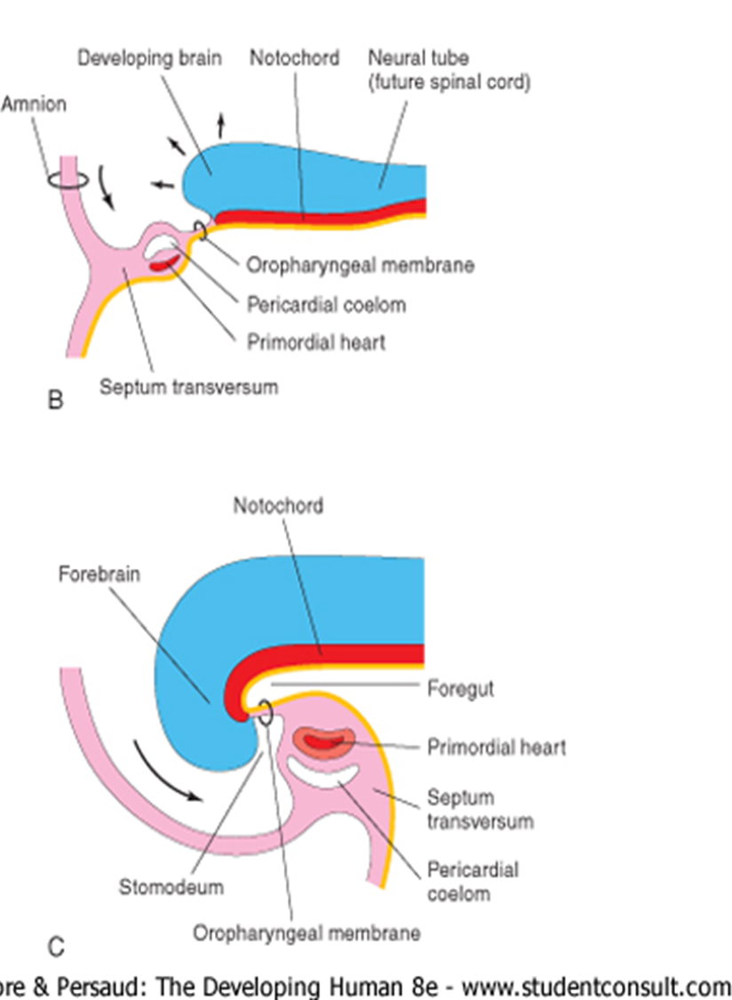 Developing brain
Notochord
Neural tube
(future spinal cord)
Amnion
Oropharyngeal membrane
Pericardial coelom
Primordial heart
Septum transversum
B
Notochord
Forebrain
Foregut
Primordial heart
Septum
transversum
Pericardial
coelom
Stomodeum
Oropharyngeal membrane
C
ore & Persaud: The Developing Human 8e - www.studentconsult.com